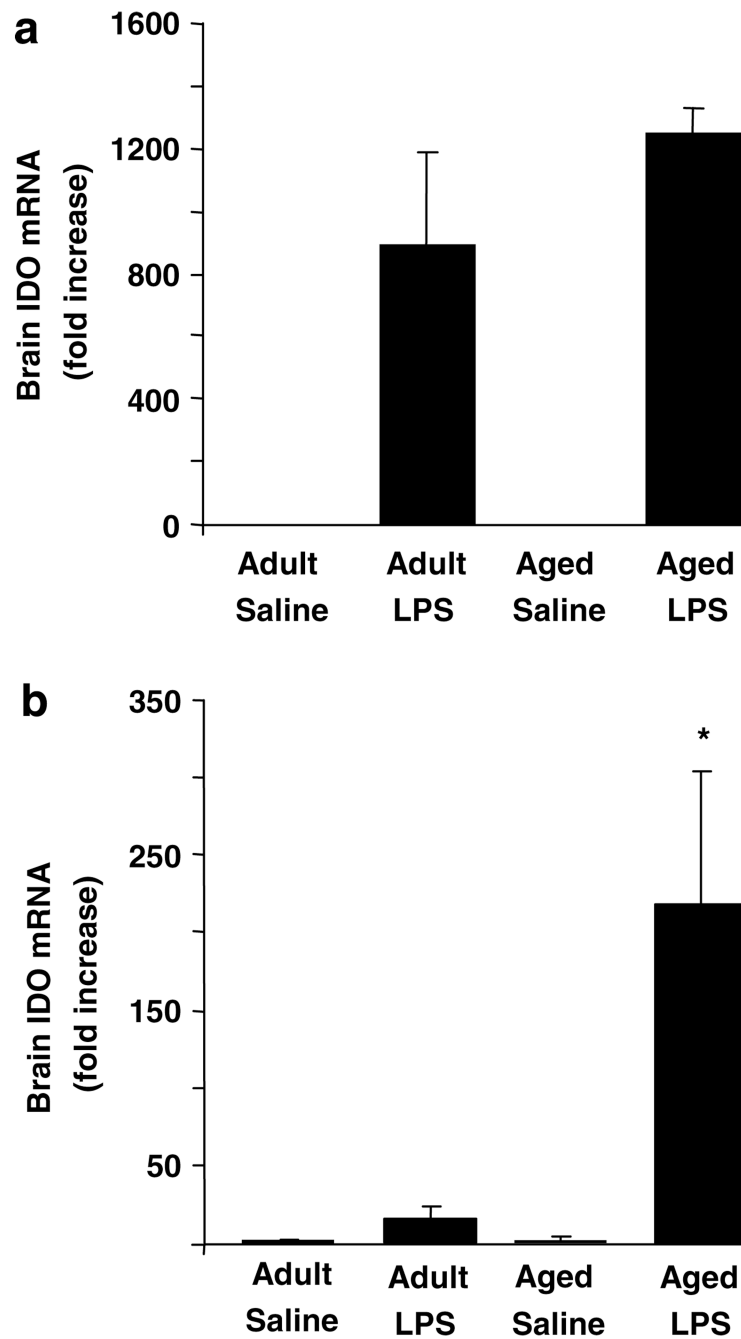 a
1600
1200
800
400
0
Brain IDO mRNA
(fold increase)
Adult Adult Aged Aged
Saline LPS Saline LPS
b
350
250
150
50
Brain IDO mRNA
(fold increase)
*
Adult Adult Aged Aged
Saline LPS Saline LPS